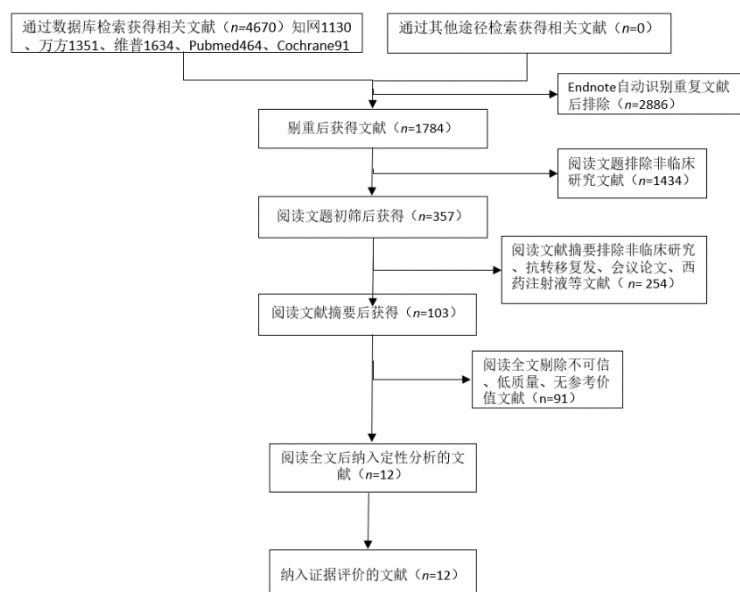 通过数据库检索获得相关文献（n=4670）知网1130
、万方1351、维普1634、Pubmed464、Cochrane91
通过其他途径检索获得相关文献（n=0）
Endnote自动识别重复文献
后排除（n=2886）
剔重后获得文献（n=1784）
阅读文题排除非临床
研究文献（n=1434）
阅读文题初筛后获得（n=357）
阅读文献摘要排除非临床研究
、抗转移复发、会议论文、西
药注射液等文献（n= 254）
阅读文献摘要后获得（n=103）
阅读全文剔除不可信
、低质量、无参考价
值文献（n=91）
阅读全文后纳入定性分析的文
献（n=12）
纳入证据评价的文献（n=12）